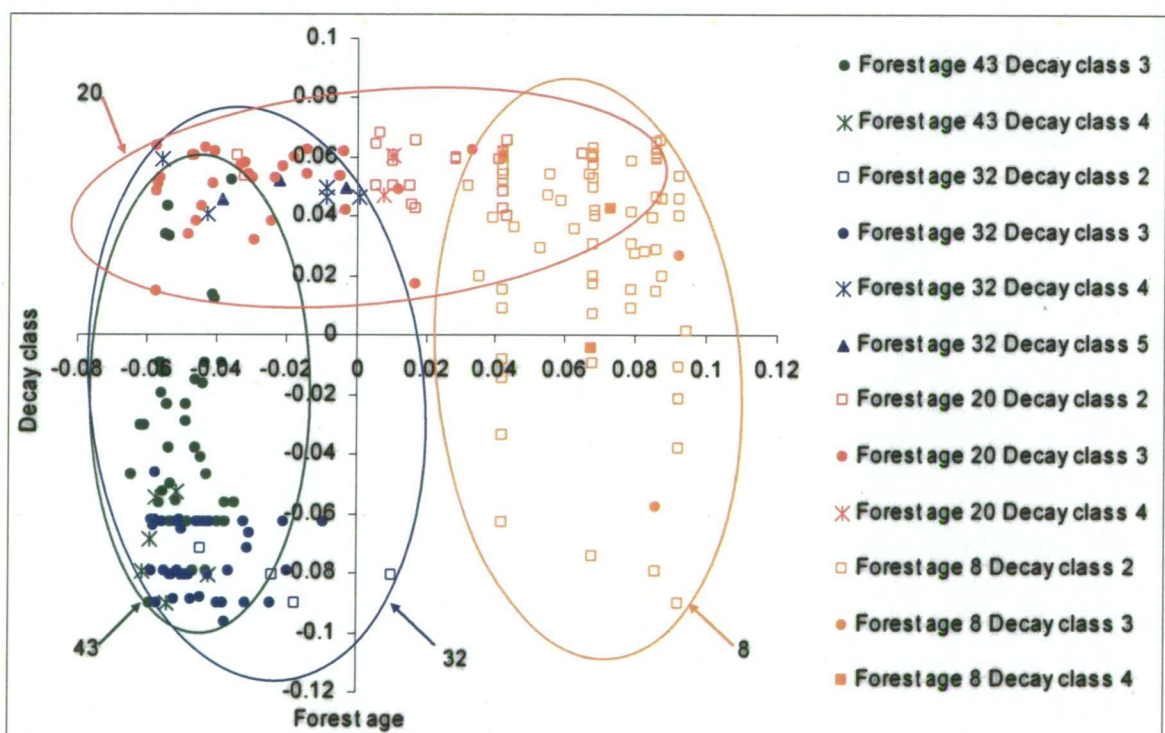 0.1
0.08
0.06
0.04
0.02
0
-0.02
-0.04
-0.06
-0.08
-0.1
-0.12
-0.08 -0.06 -0.04 -0.02 0 0.02 0.04 0.06 0.08 0.1 0.12
Decay class
Forest age
20
43
32
8
Forest age 43 Decay class 3
Forest age 43 Decay class 4
Forest age 32 Decay class 2
Forest age 32 Decay class 3
Forest age 32 Decay class 4
Forest age 32 Decay class 5
Forest age 20 Decay class 2
Forest age 20 Decay class 3
Forest age 20 Decay class 4
Forest age 8 Decay class 2
Forest age 8 Decay class 3
Forest age 8 Decay class 4